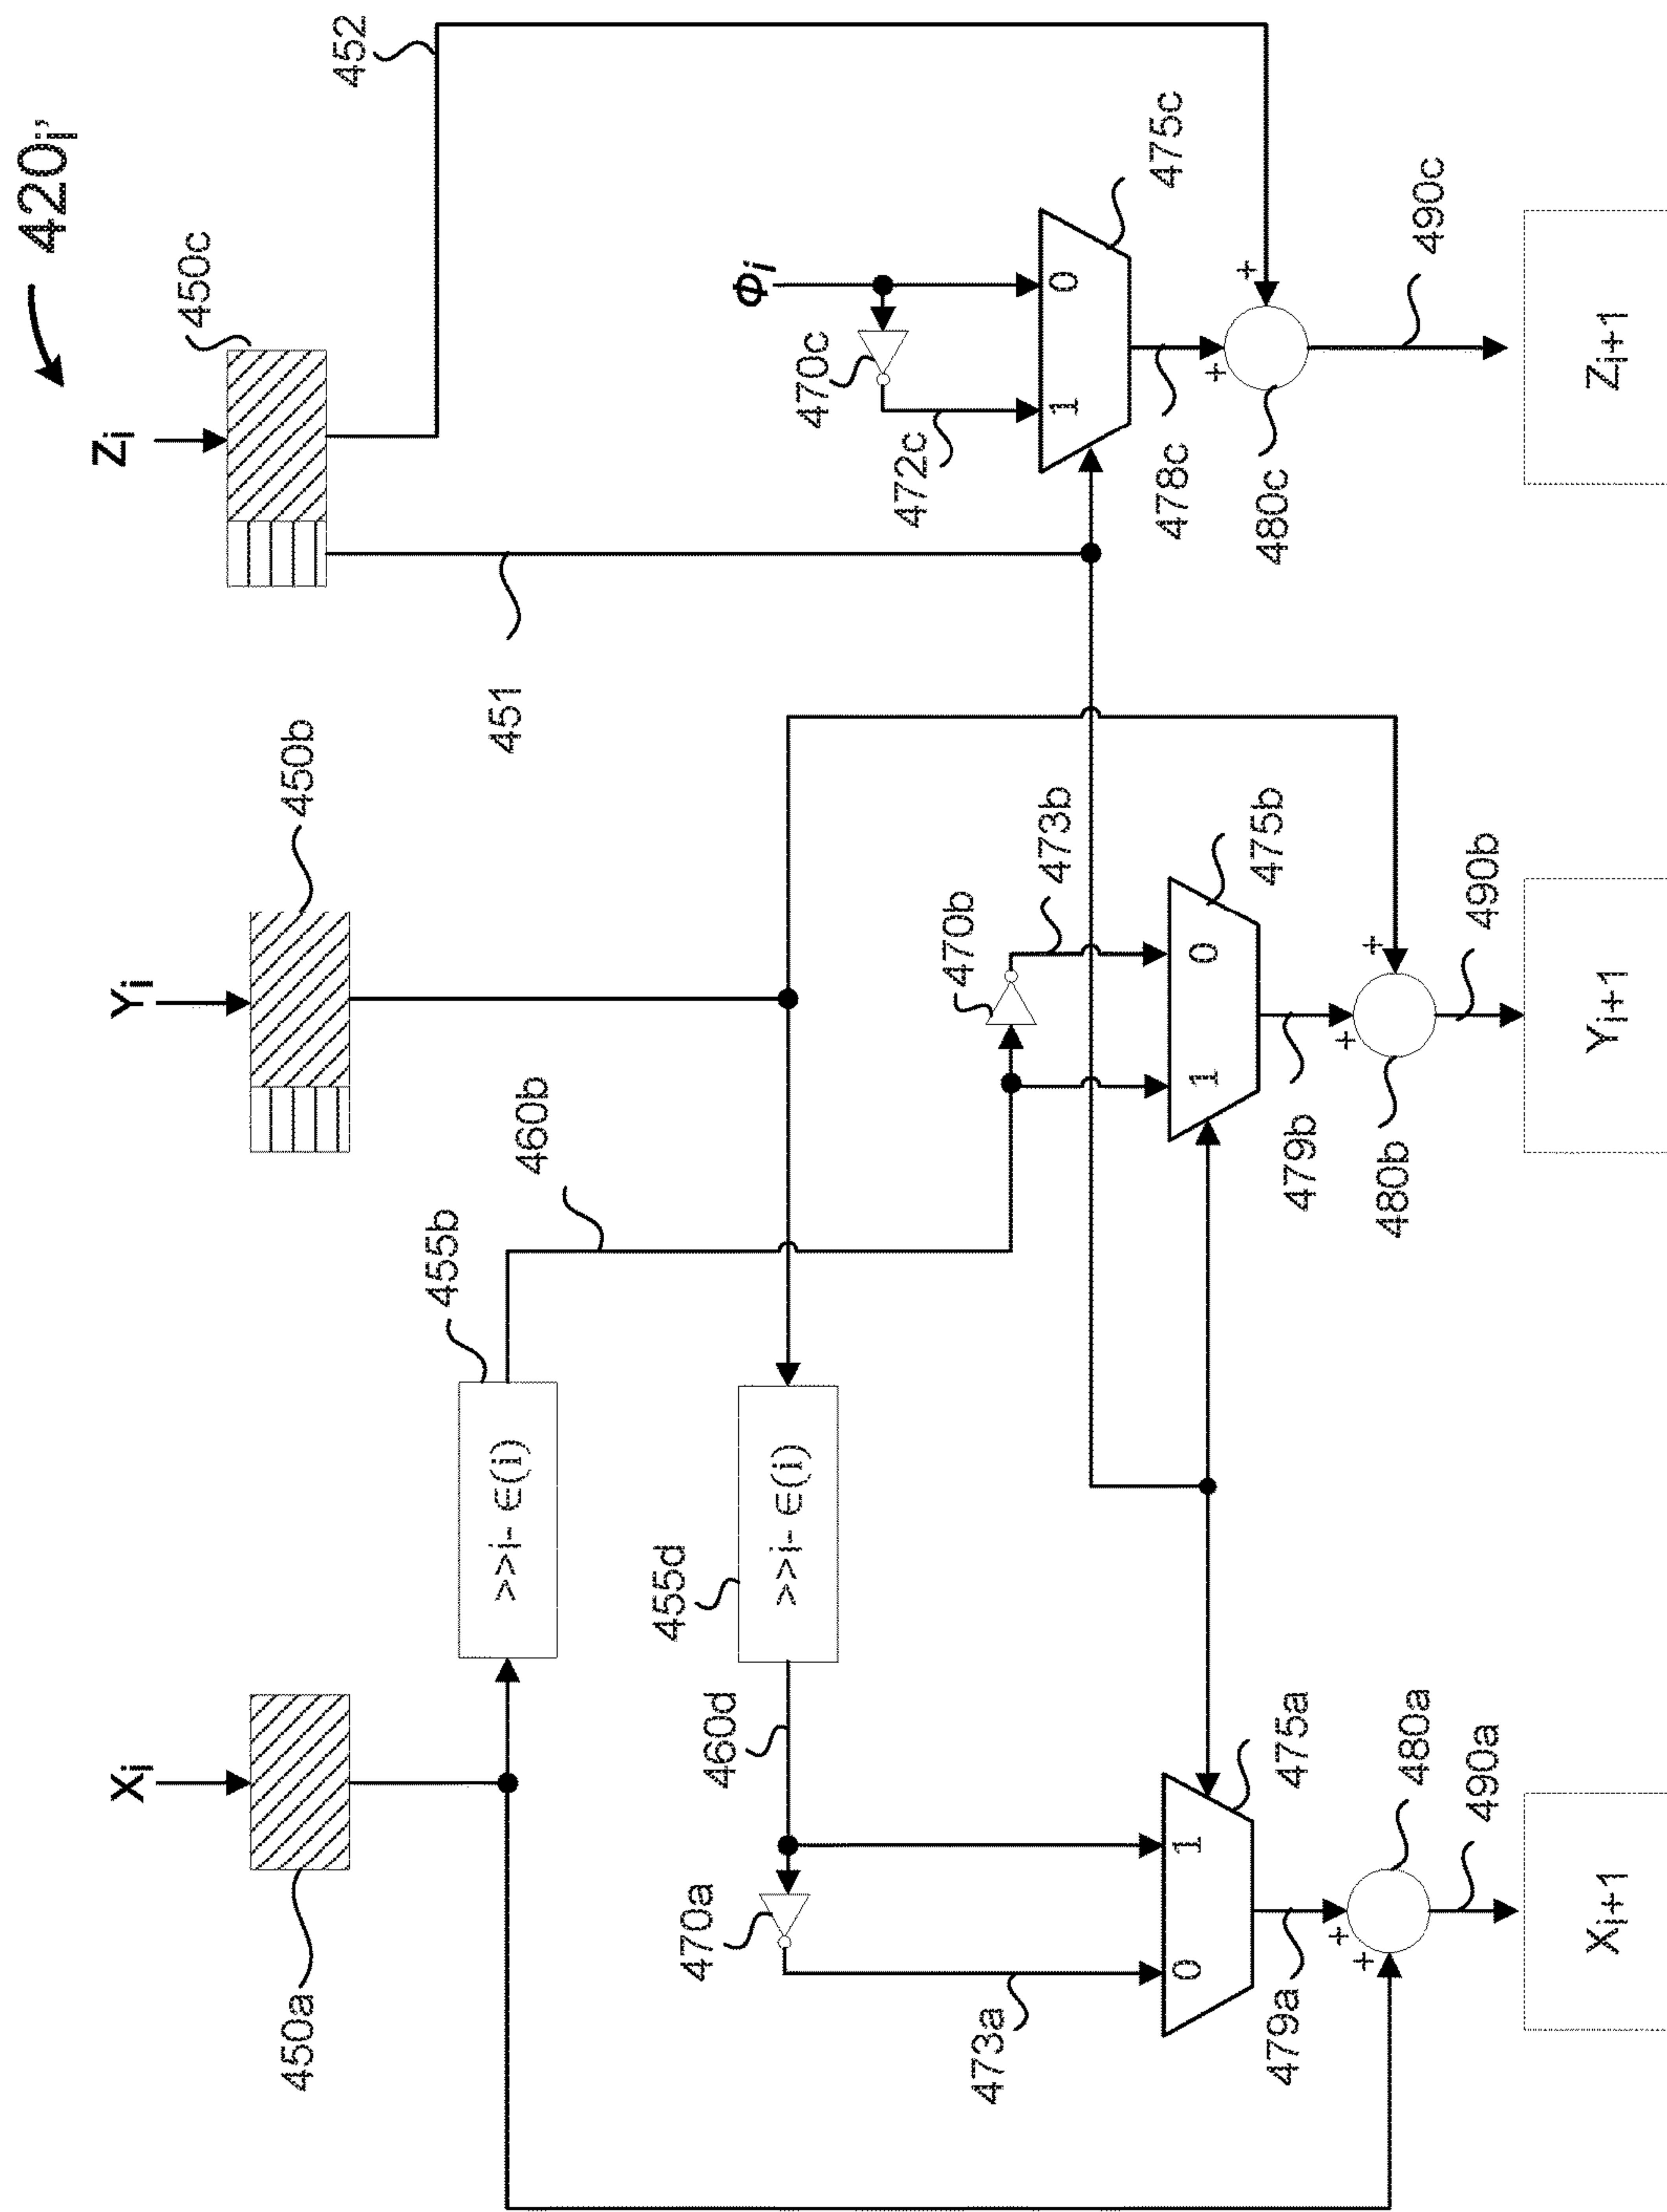 420i'
Xi
Yi
Zi
450a
450b
450c
452
455b
>>i- ∈(i)
460b
451
455d
>>i- ∈(i)
460d
470a
473a
470b
473b
Φi
470c
472c
0
1
475a
1
0
475b
1
0
475c
479a
479b
478c
+
+
480a
+
+
480b
+
+
480c
490a
490b
490c
Xi+1
Yi+1
Zi+1